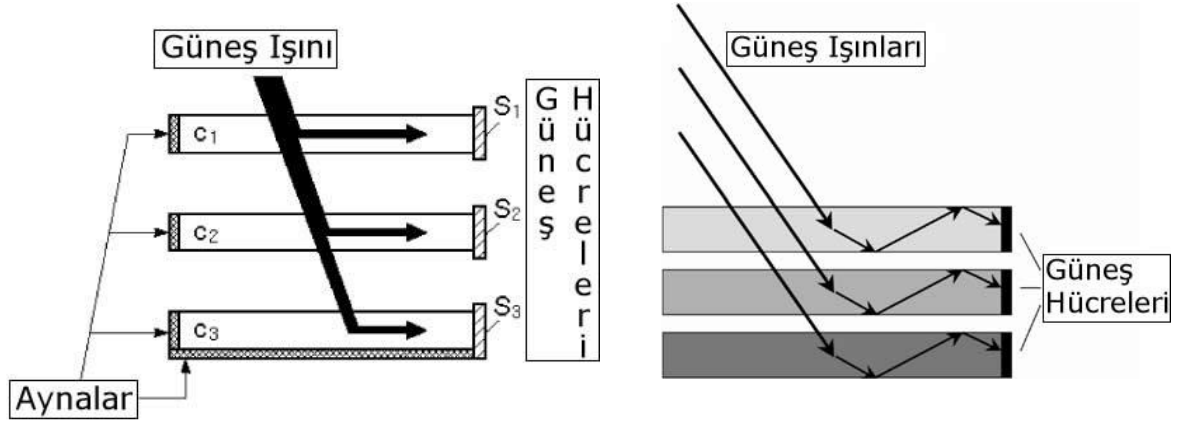 Güneş Işını
C1
C2
C3
S1
S2
S3
Güneş
Hücreleri
Aynalar
Güneş Işınları
Güneş
Hücreleri